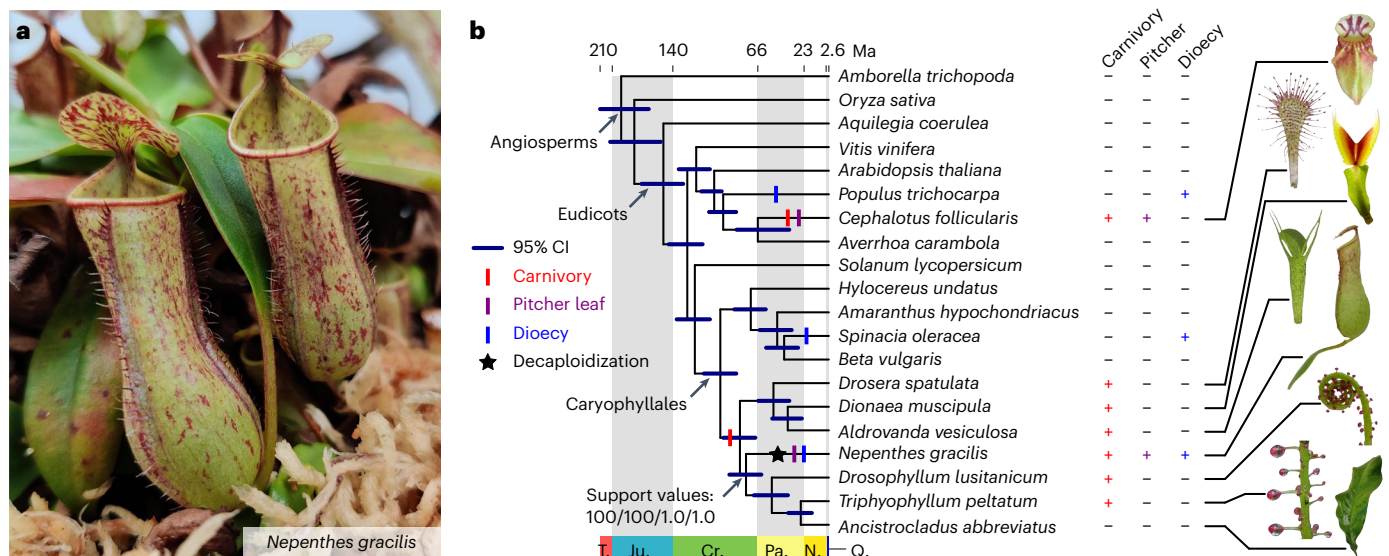 a
Nepenthes gracilis
b
210 140 66 23 2.6 Ma
Carnivory
Pitcher
Dioecy
Amborella trichopoda – – –
Oryza sativa – – –
Angiosperms
Aquilegia coerulea – – –
Vitis vinifera – – –
Arabidopsis thaliana – – –
Populus trichocarpa – – +
Eudicots
Cephalotus follicularis + + –
Averrhoa carambola – – –
95% CI
Carnivory
Pitcher leaf
Dioecy
Decaploidization
Solanum lycopersicum – – –
Hylocereus undatus – – –
Amaranthus hypochondriacus – – –
Spinacia oleracea – – +
Beta vulgaris – – –
Caryophyllales
Drosera spatulata + – –
Dionaea muscipula + – –
Aldrovanda vesiculosa + – –
Nepenthes gracilis + + +
Drosophyllum lusitanicum + – –
Support values:
100/100/1.0/1.0
Triphyophyllum peltatum + – –
Ancistrocladus abbreviatus – – –
T. Ju. Cr. Pa. N. Q.